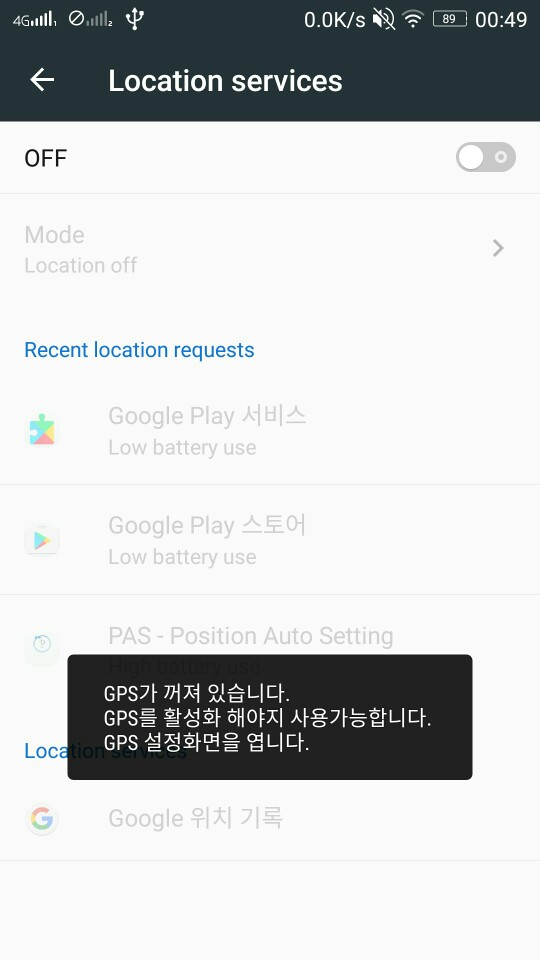 4G 0.0K/s 89 00:49
Location services
OFF
Mode
Location off
Recent location requests
Google Play 서비스
Low battery use
Google Play 스토어
Low battery use
PAS - Position Auto Setting
High battery use
GPS가 꺼져 있습니다.
GPS를 활성화 해야지 사용가능합니다.
GPS 설정화면을 엽니다.
Location services
Google 위치 기록